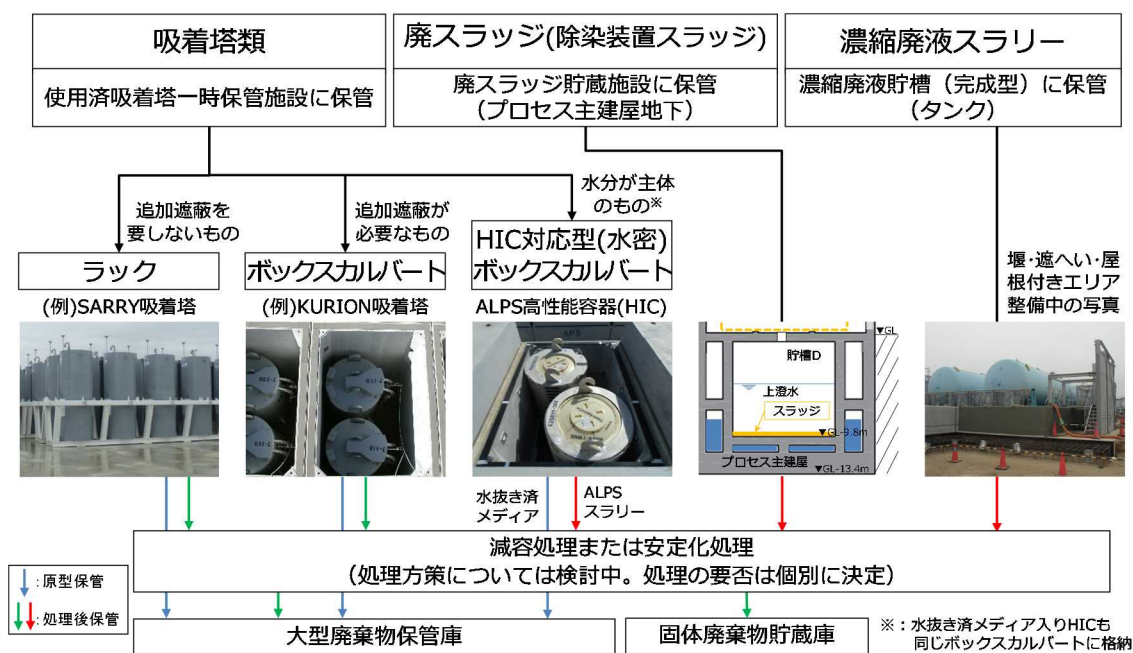 吸着塔類
使用済吸着塔一時保管施設に保管
廃スラッジ(除染装置スラッジ)
廃スラッジ貯蔵施設に保管
(プロセス主建屋地下)
濃縮廃液スラリー
濃縮廃液貯槽（完成型）に保管
(タンク)
追加遮蔽を
要しないもの
追加遮蔽が
必要なもの
水分が主体
のもの※
ラック
ボックスカルバート
HIC対応型(水密)
ボックスカルバート
(例)SARRY吸着塔
(例)KURION吸着塔
ALPS高性能容器(HIC)
堰・遮へい・屋
根付きエリア
整備中の写真
▼GL
貯槽D
上澄水
スラッジ
▼GL-9.8m
プロセス主建屋
▼GL-13.4m
水抜き済
メディア
ALPS
スラリー
減容処理または安定化処理
(処理方策については検討中。処理の要否は個別に決定)
：原型保管
：処理後保管
大型廃棄物保管庫
固体廃棄物貯蔵庫
※：水抜き済メディア入りHICも
同じボックスカルバートに格納